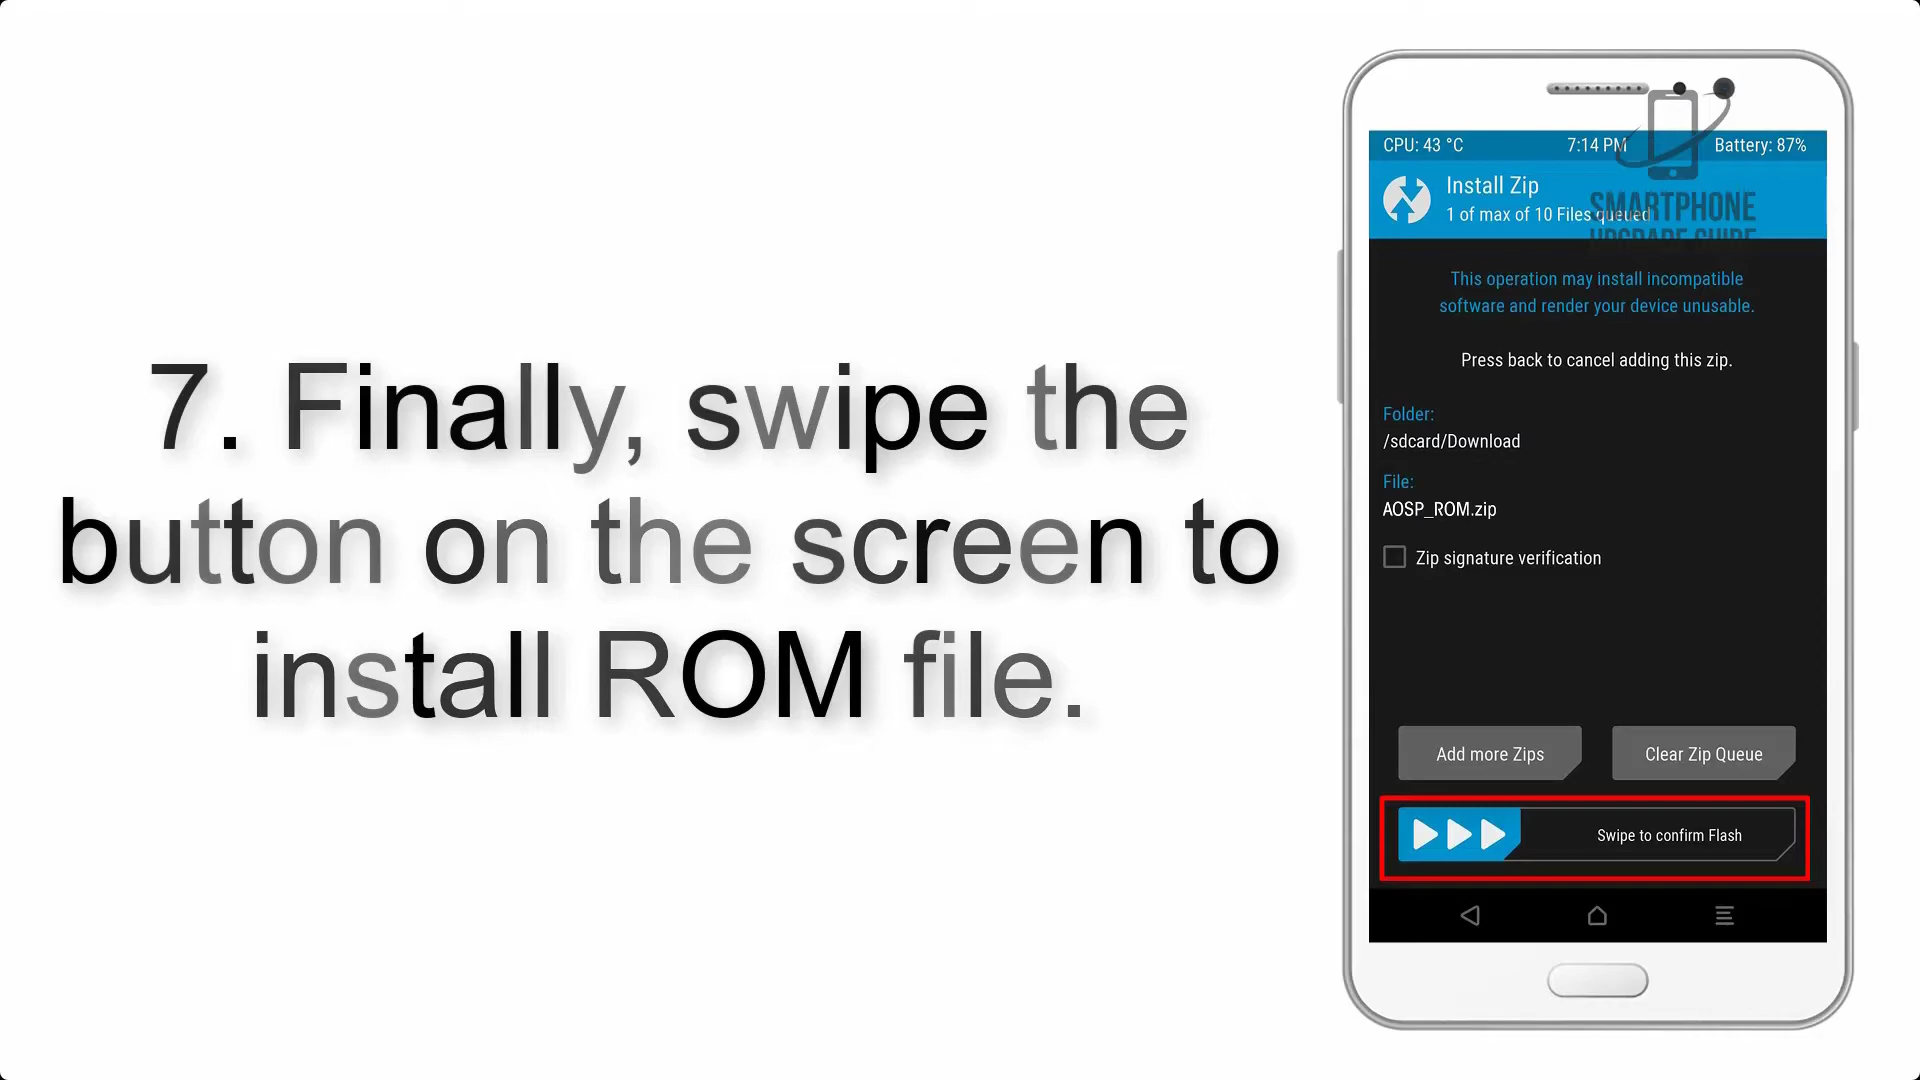 7. Finally, swipe the
button on the screen to
install ROM file.
CPU: 43 °C 7:14 PM Battery: 87%
Install Zip
1 of max of 10 Files queued
SMARTPHONE
UPGRADE GUIDE
This operation may install incompatible
software and render your device unusable.
Press back to cancel adding this zip.
Folder:
/sdcard/Download
File:
AOSP_ROM.zip
Zip signature verification
Add more Zips Clear Zip Queue
Swipe to confirm Flash